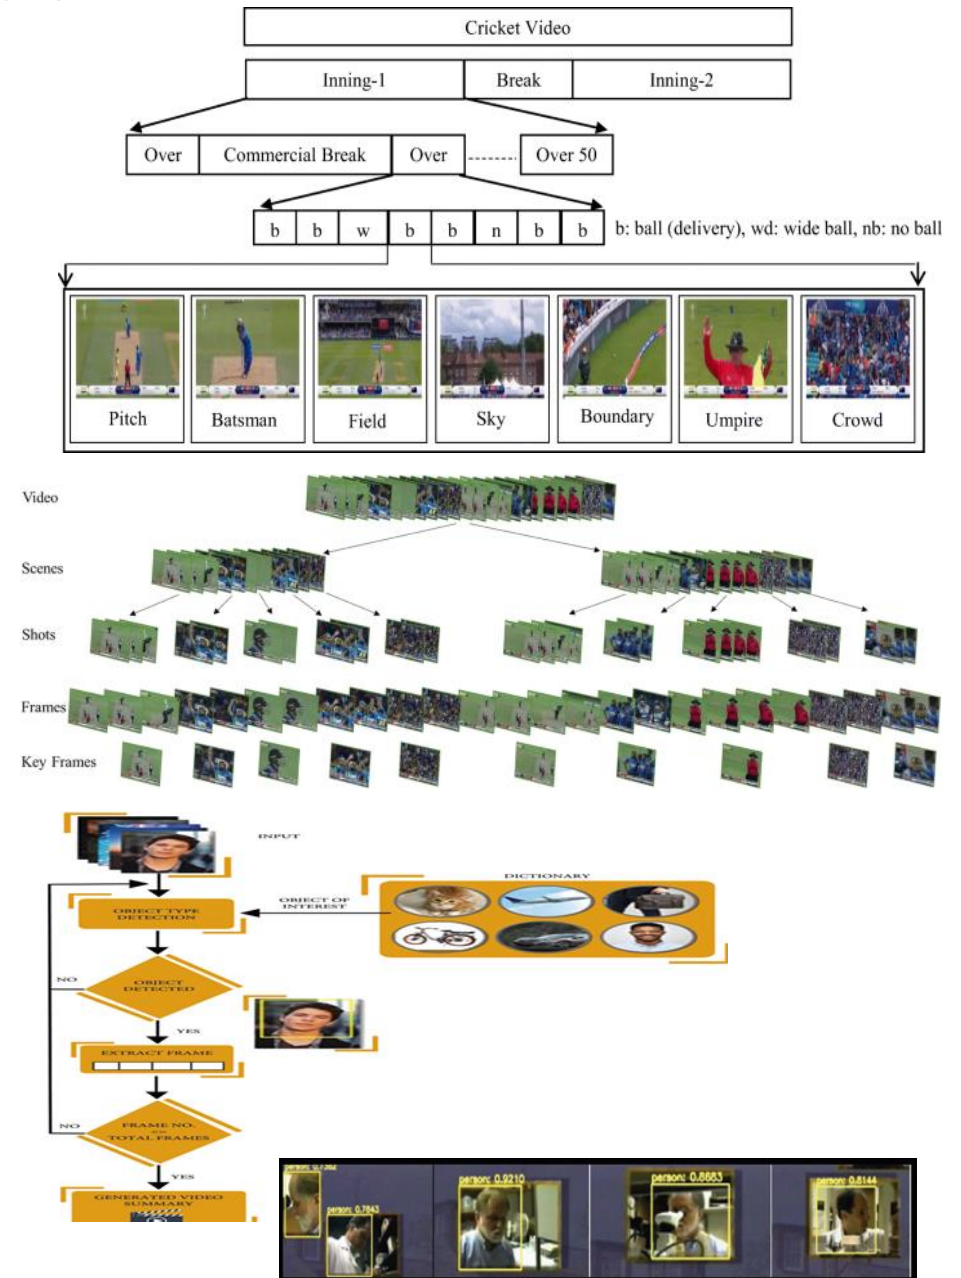 Cricket Video
Inning-1 Break Inning-2
Over Commercial Break Over Over 50
b b w b b n b b b: ball (delivery), wd: wide ball, nb: no ball
Pitch Batsman Field Sky Boundary Umpire Crowd
Video
Scenes
Shots
Frames
Key Frames
INPUT
DICTIONARY
OBJECT OF
INTEREST
OBJECT TYPE
DETECTION
NO
OBJECT
DETECTED
YES
EXTRACT FRAME
NO
FRAME NO.
==
TOTAL FRAMES
YES
GENERATED VIDEO
SUMMARY
person: 0.7362
person: 0.7843
person: 0.9210
person: 0.8683
person: 0.8144